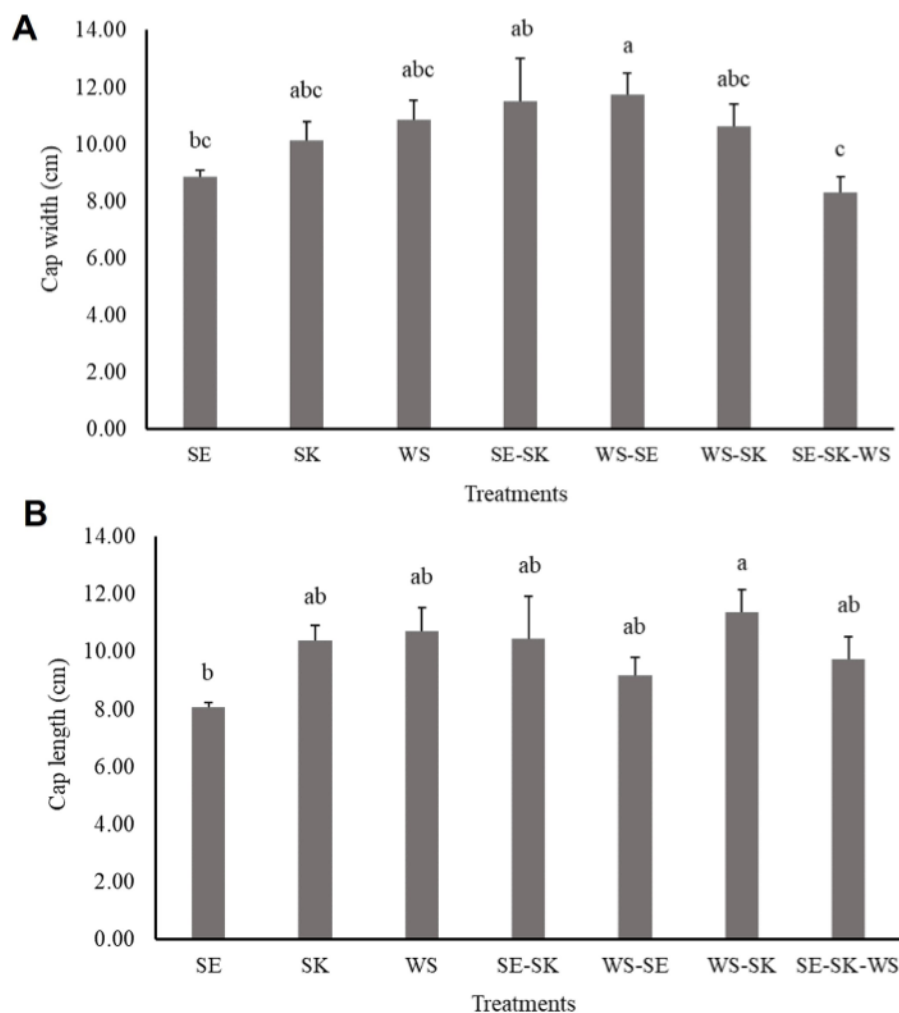 A
Cap width (cm)
14.00
12.00
10.00
8.00
6.00
4.00
2.00
0.00
bc
abc
abc
ab
a
abc
c
SE SK WS SE-SK WS-SE WS-SK SE-SK-WS
Treatments
B
Cap length (cm)
14.00
12.00
10.00
8.00
6.00
4.00
2.00
0.00
b
ab
ab
ab
ab
a
ab
SE SK WS SE-SK WS-SE WS-SK SE-SK-WS
Treatments